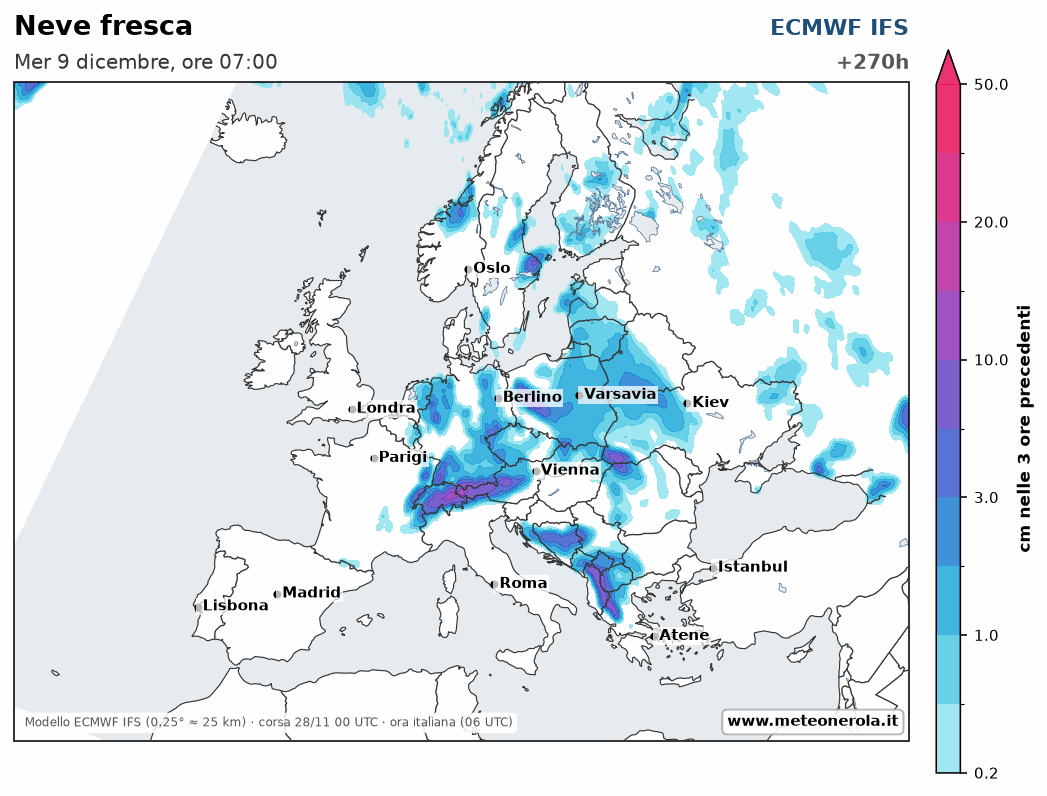 Neve fresca
ECMWF IFS
Mer 9 dicembre, ore 07:00
+270h
50.0
20.0
10.0
3.0
1.0
0.2
cm nelle 3 ore precedenti
Oslo
Londra
Berlino
Varsavia
Kiev
Parigi
Vienna
Istanbul
Roma
Madrid
Lisbona
Atene
Modello ECMWF IFS (0,25° ≈ 25 km) · corsa 28/11 00 UTC · ora italiana (06 UTC)
www.meteonerola.it